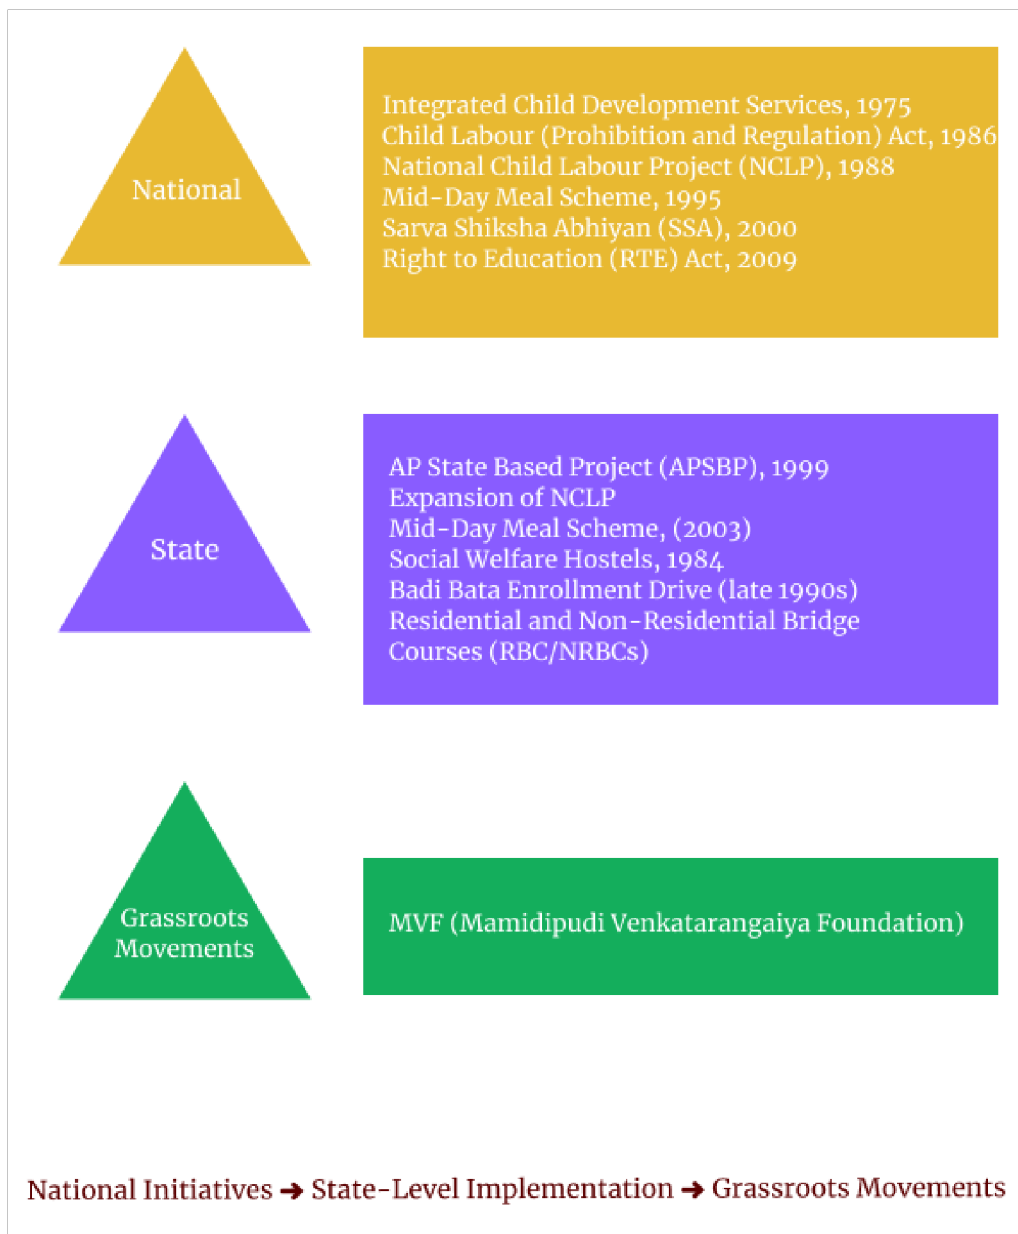 National
Integrated Child Development Services, 1975
Child Labour (Prohibition and Regulation) Act, 1986
National Child Labour Project (NCLP), 1988
Mid-Day Meal Scheme, 1995
Sarva Shiksha Abhiyan (SSA), 2000
Right to Education (RTE) Act, 2009
State
AP State Based Project (APSBP), 1999
Expansion of NCLP
Mid-Day Meal Scheme, (2003)
Social Welfare Hostels, 1984
Badi Bata Enrollment Drive (late 1990s)
Residential and Non-Residential Bridge
Courses (RBC/NRBCs)
Grassroots
Movements
MVF (Mamidipudi Venkatarangaiya Foundation)
National Initiatives ➔ State-Level Implementation ➔ Grassroots Movements